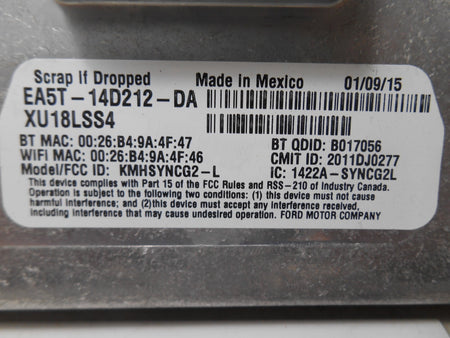 Scrap If Dropped Made in Mexico 01/09/15
EA5T-14D212-DA
XU18LSS4
BT MAC: 00:26:B4:9A:4F:47 BT QDID: B017056
WIFI MAC: 00:26:B4:9A:4F:46 CMIT ID: 2011DJ0277
Model/FCC ID: KMHSYNCG2-L IC: 1422A-SYNCG2L
This device complies with Part 15 of the FCC Rules and RSS-210 of Industry Canada.
Operation is subject to the following two conditions: (1) this device must not cause
harmful interference, and (2)this device must accept any interference received,
including interference that may cause undesired operation. FORD MOTOR COMPANY